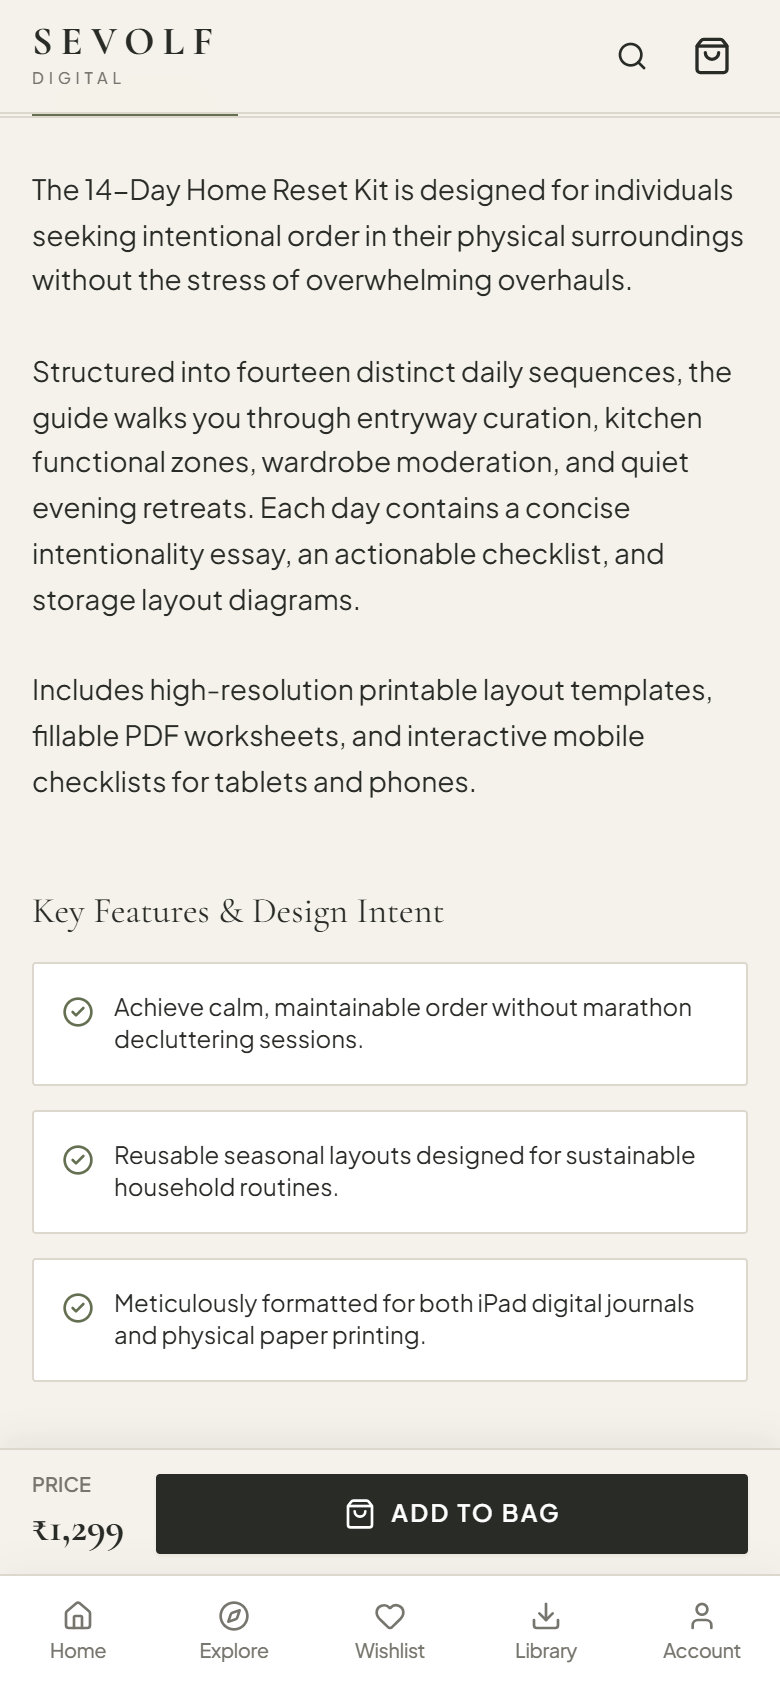 SEVOLF
DIGITAL
The 14–Day Home Reset Kit is designed for individuals
seeking intentional order in their physical surroundings
without the stress of overwhelming overhauls.
Structured into fourteen distinct daily sequences, the
guide walks you through entryway curation, kitchen
functional zones, wardrobe moderation, and quiet
evening retreats. Each day contains a concise
intentionality essay, an actionable checklist, and
storage layout diagrams.
Includes high-resolution printable layout templates,
fillable PDF worksheets, and interactive mobile
checklists for tablets and phones.
Key Features & Design Intent
Achieve calm, maintainable order without marathon
decluttering sessions.
Reusable seasonal layouts designed for sustainable
household routines.
Meticulously formatted for both iPad digital journals
and physical paper printing.
PRICE
₹1,299
ADD TO BAG
Home
Explore
Wishlist
Library
Account